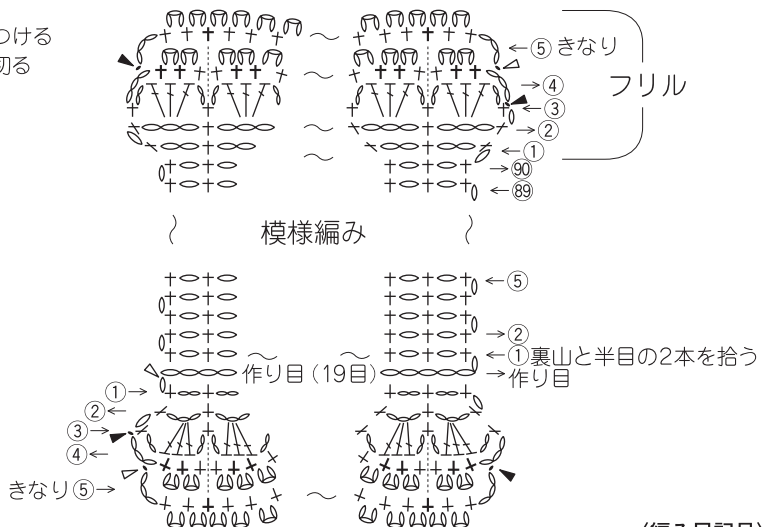 つける
切る
⑤ きなり
フリル
④
③
②
①
⑨⓪
⑧⑨
模様編み
⑤
②
①裏山と半目の2本を拾う
作り目(19目)
作り目
①
②
③
④
きなり⑤